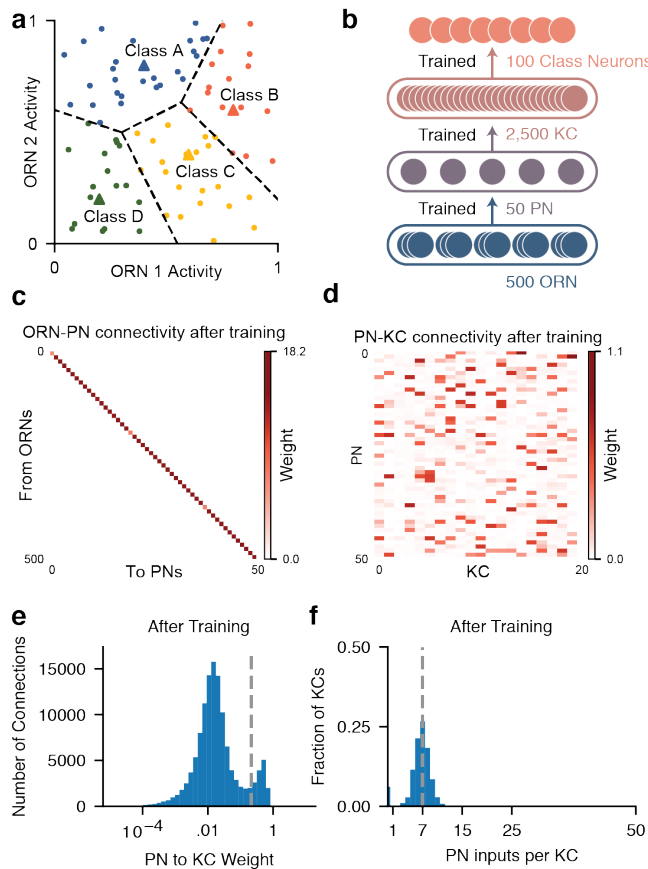 a
1
ORN 2 Activity
0
0
ORN 1 Activity
1
Class A
Class B
Class C
Class D
b
Trained
100 Class Neurons
Trained
2,500 KC
Trained
50 PN
500 ORN
c
ORN-PN connectivity after training
0
From ORNs
500
0
To PNs
50
18.2
Weight
0.0
d
PN-KC connectivity after training
0
PN
50
0
KC
20
1.1
Weight
0.0
e
After Training
Number of Connections
15000
10000
5000
0
10⁻⁴
.01
1
PN to KC Weight
f
After Training
Fraction of KCs
0.50
0.25
0.00
1
7
15
25
50
PN inputs per KC